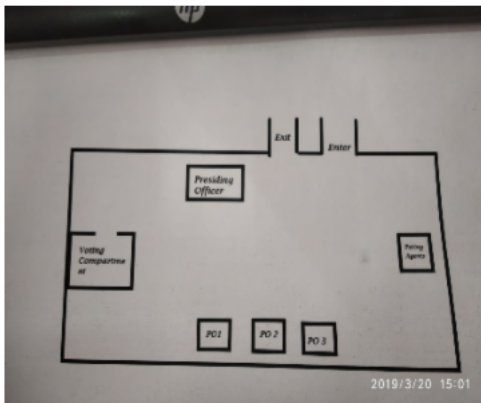 hp
Exit
Enter
Presiding
Officer
Voting
Compartme
nt
Polling
Agents
PO1
PO 2
PO 3
2019/3/20 15:01